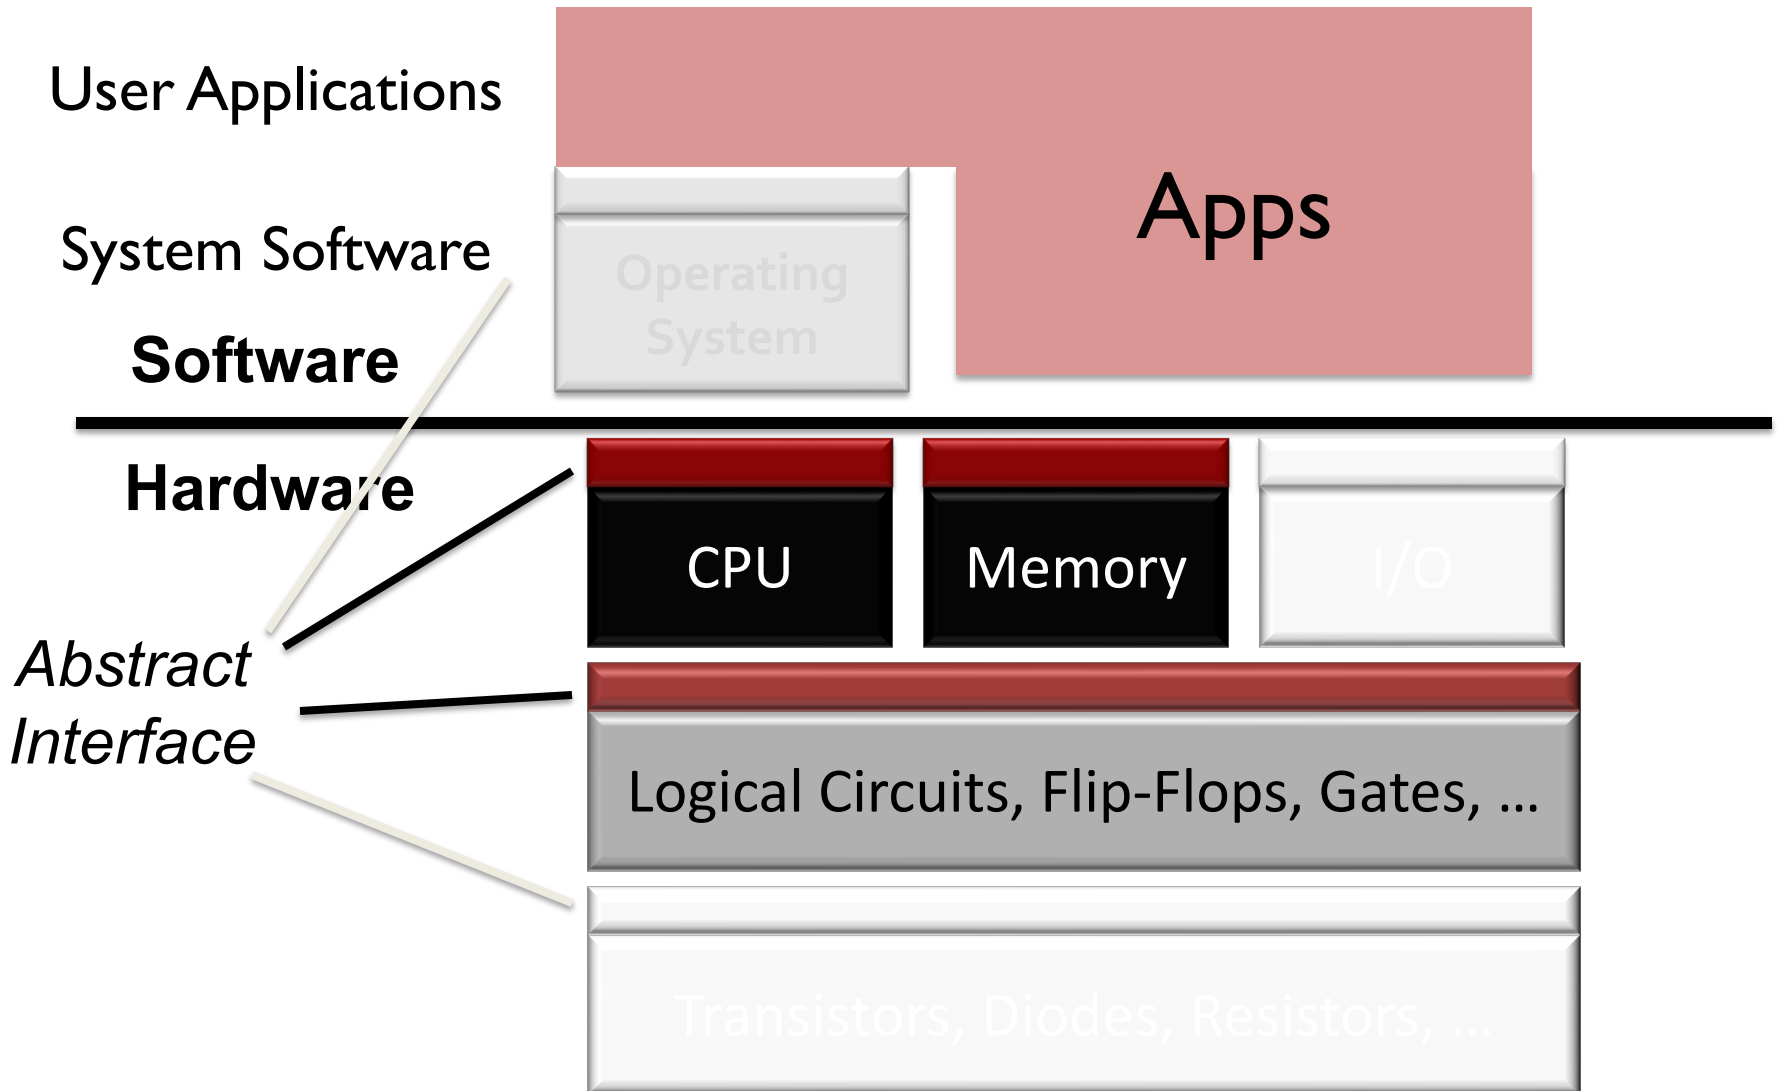 User Applications
Apps
System Software
Operating
System
Software
Hardware
CPU
Memory
I/O
Abstract
Interface
Logical Circuits, Flip-Flops, Gates, ...
Transistors, Diodes, Resistors, ...